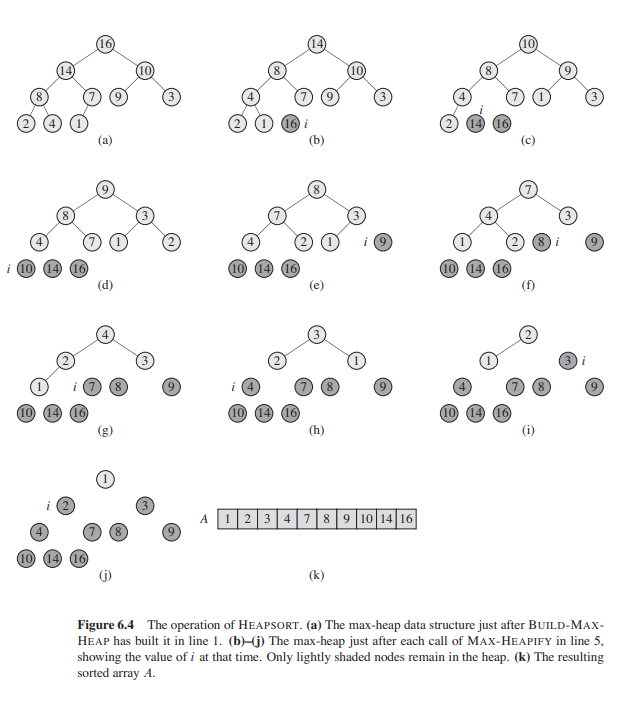 16 14 10
14 10 8 10 8 9
8 7 9 3 4 7 9 3 4 7 1 3
i
2 4 1 2 1 16 i 2 14 16
(a) (b) (c)
9 8 7
8 3 7 3 4 3
4 7 1 2 4 2 1 i 9 1 2 8 i 9
i 10 14 16 10 14 16 10 14 16
(d) (e) (f)
4 3 2
2 3 2 1 1 3 i
1 i 7 8 9 i 4 7 8 9 4 7 8 9
10 14 16 10 14 16 10 14 16
(g) (h) (i)
1
i 2 3
A 1 2 3 4 7 8 9 10 14 16
4 7 8 9
10 14 16
(j) (k)
Figure 6.4 The operation of HEAPSORT. (a) The max-heap data structure just after BUILD-MAX-
HEAP has built it in line 1. (b)–(j) The max-heap just after each call of MAX-HEAPIFY in line 5,
showing the value of i at that time. Only lightly shaded nodes remain in the heap. (k) The resulting
sorted array A.